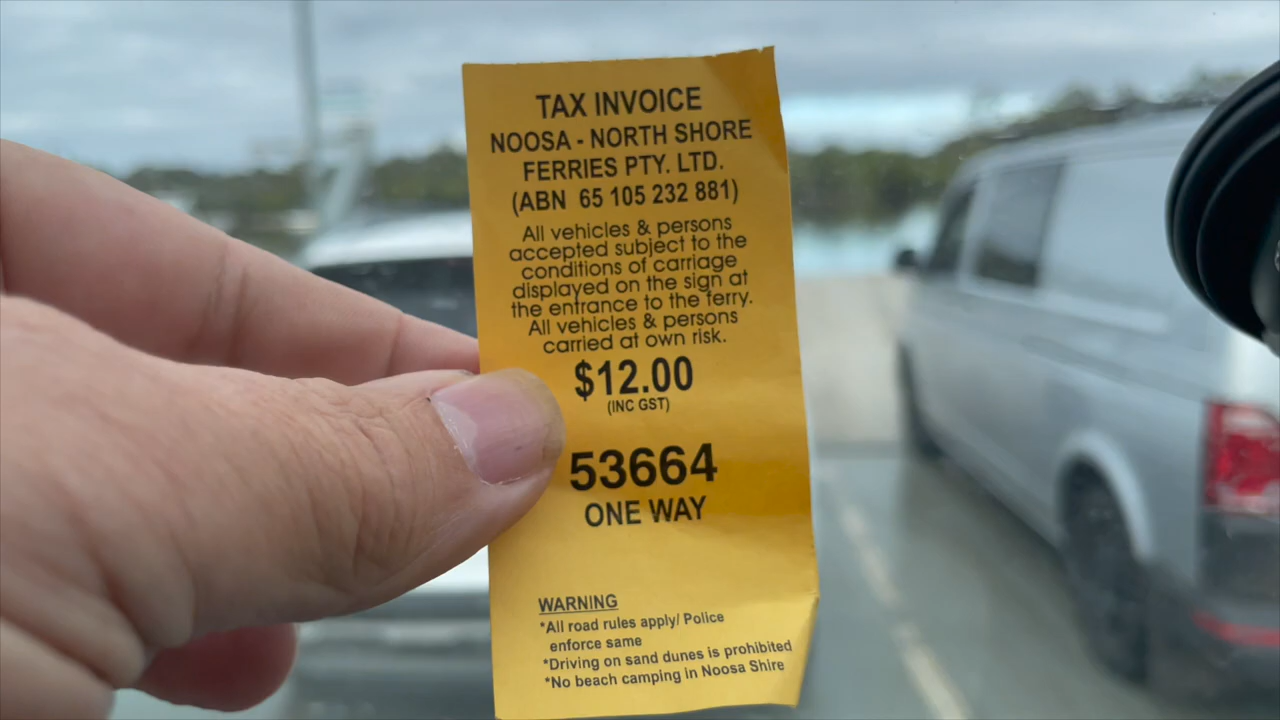 TAX INVOICE
NOOSA - NORTH SHORE
FERRIES PTY. LTD.
(ABN 65 105 232 881)
All vehicles & persons
accepted subject to the
conditions of carriage
displayed on the sign at
the entrance to the ferry.
All vehicles & persons
carried at own risk.
$12.00
(INC GST)
53664
ONE WAY
WARNING
*All road rules apply/ Police
enforce same
*Driving on sand dunes is prohibited
*No beach camping in Noosa Shire